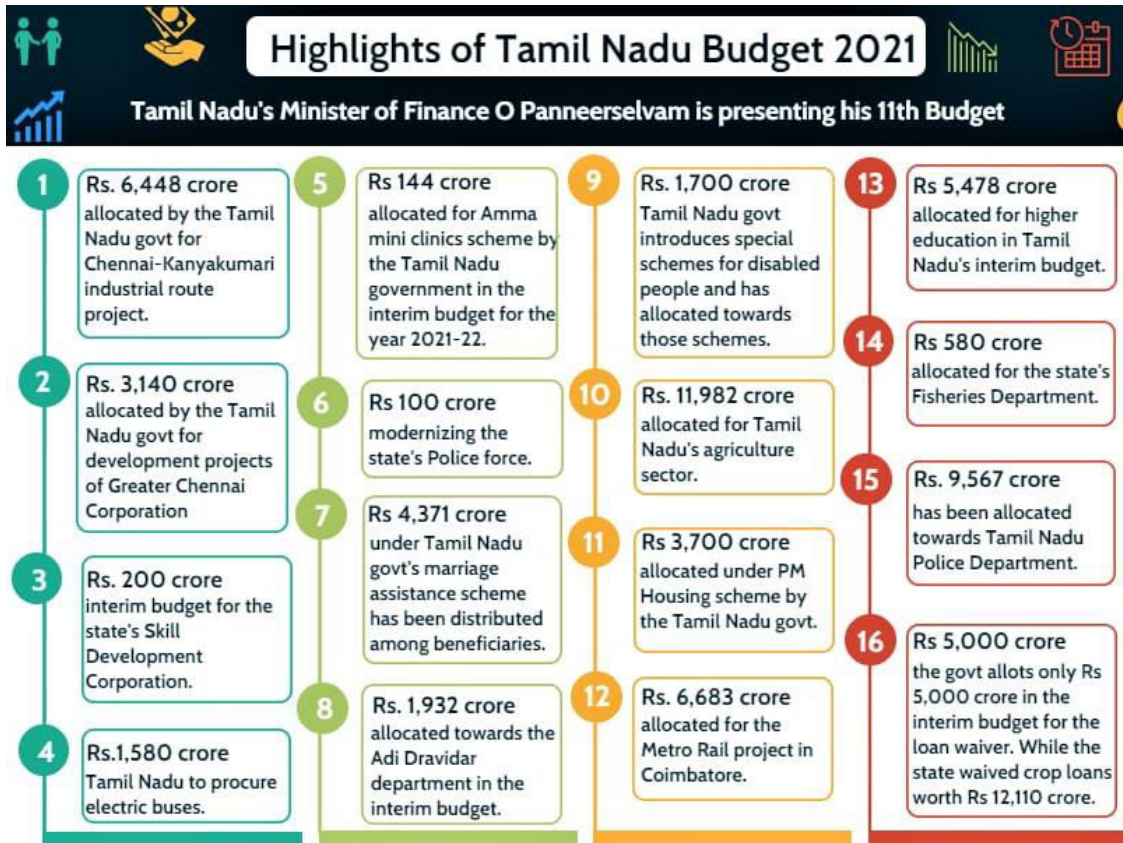 Highlights of Tamil Nadu Budget 2021
Tamil Nadu's Minister of Finance O Panneerselvam is presenting his 11th Budget
1
Rs. 6,448 crore
allocated by the Tamil
Nadu govt for
Chennai-Kanyakumari
industrial route
project.
2
Rs. 3,140 crore
allocated by the Tamil
Nadu govt for
development projects
of Greater Chennai
Corporation
3
Rs. 200 crore
interim budget for the
state's Skill
Development
Corporation.
4
Rs.1,580 crore
Tamil Nadu to procure
electric buses.
5
Rs 144 crore
allocated for Amma
mini clinics scheme by
the Tamil Nadu
government in the
interim budget for the
year 2021-22.
6
Rs 100 crore
modernizing the
state's Police force.
7
Rs 4,371 crore
under Tamil Nadu
govt's marriage
assistance scheme
has been distributed
among beneficiaries.
8
Rs. 1,932 crore
allocated towards the
Adi Dravidar
department in the
interim budget.
9
Rs. 1,700 crore
Tamil Nadu govt
introduces special
schemes for disabled
people and has
allocated towards
those schemes.
10
Rs. 11,982 crore
allocated for Tamil
Nadu's agriculture
sector.
11
Rs 3,700 crore
allocated under PM
Housing scheme by
the Tamil Nadu govt.
12
Rs. 6,683 crore
allocated for the
Metro Rail project in
Coimbatore.
13
Rs 5,478 crore
allocated for higher
education in Tamil
Nadu's interim budget.
14
Rs 580 crore
allocated for the state's
Fisheries Department.
15
Rs. 9,567 crore
has been allocated
towards Tamil Nadu
Police Department.
16
Rs 5,000 crore
the govt allots only Rs
5,000 crore in the
interim budget for the
loan waiver. While the
state waived crop loans
worth Rs 12,110 crore.